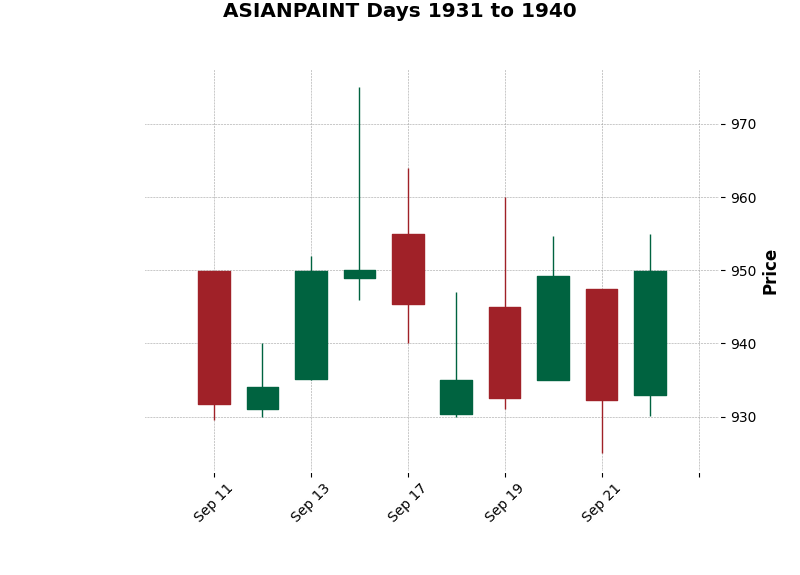 ASIANPAINT Days 1931 to 1940
970
960
950
940
930
Price
Sep 11
Sep 13
Sep 17
Sep 19
Sep 21